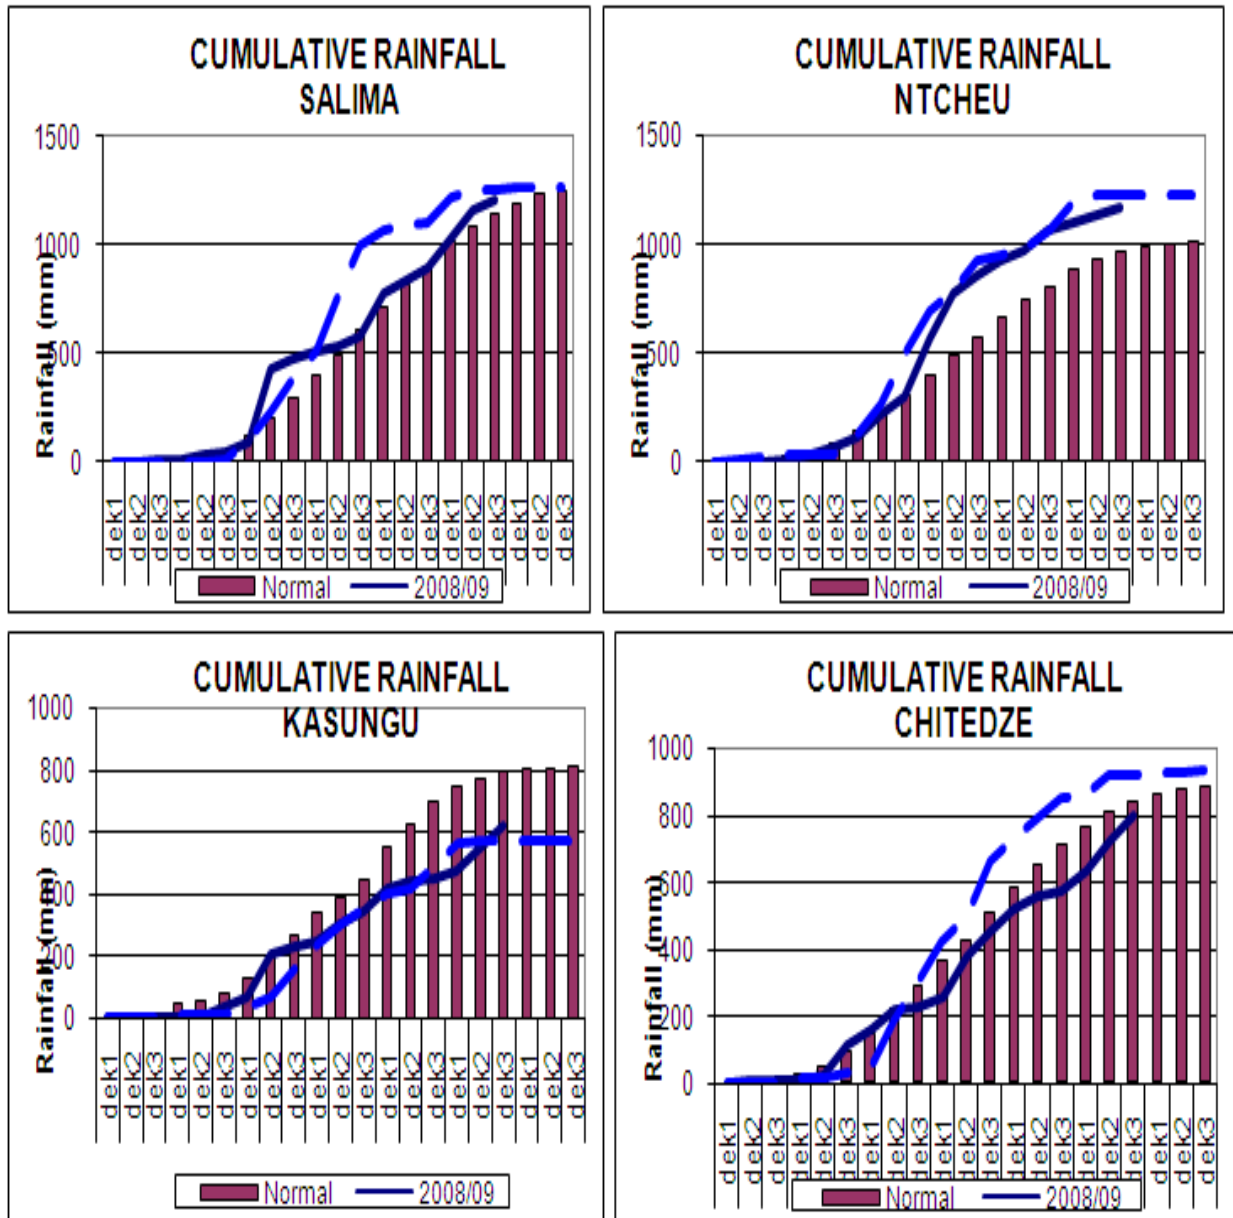 CUMULATIVE RAINFALL
SALIMA
1500
1000
500
0
Rainfall (mm)
dek1 dek2 dek3 dek1 dek2 dek3 dek1 dek2 dek3 dek1 dek2 dek3 dek1 dek2 dek3 dek1 dek2 dek3 dek1 dek2 dek3
Normal 2008/09
CUMULATIVE RAINFALL
NTCHEU
1500
1000
500
0
Rainfall (mm)
dek1 dek2 dek3 dek1 dek2 dek3 dek1 dek2 dek3 dek1 dek2 dek3 dek1 dek2 dek3 dek1 dek2 dek3 dek1 dek2 dek3
Normal 2008/09
CUMULATIVE RAINFALL
KASUNGU
1000
800
600
400
200
0
Rainfall (mm)
dek1 dek2 dek3 dek1 dek2 dek3 dek1 dek2 dek3 dek1 dek2 dek3 dek1 dek2 dek3 dek1 dek2 dek3 dek1 dek2 dek3
Normal 2008/09
CUMULATIVE RAINFALL
CHITEDZE
1000
800
600
400
200
0
Rainfall (mm)
dek1 dek2 dek3 dek1 dek2 dek3 dek1 dek2 dek3 dek1 dek2 dek3 dek1 dek2 dek3 dek1 dek2 dek3 dek1 dek2 dek3
Normal 2008/09